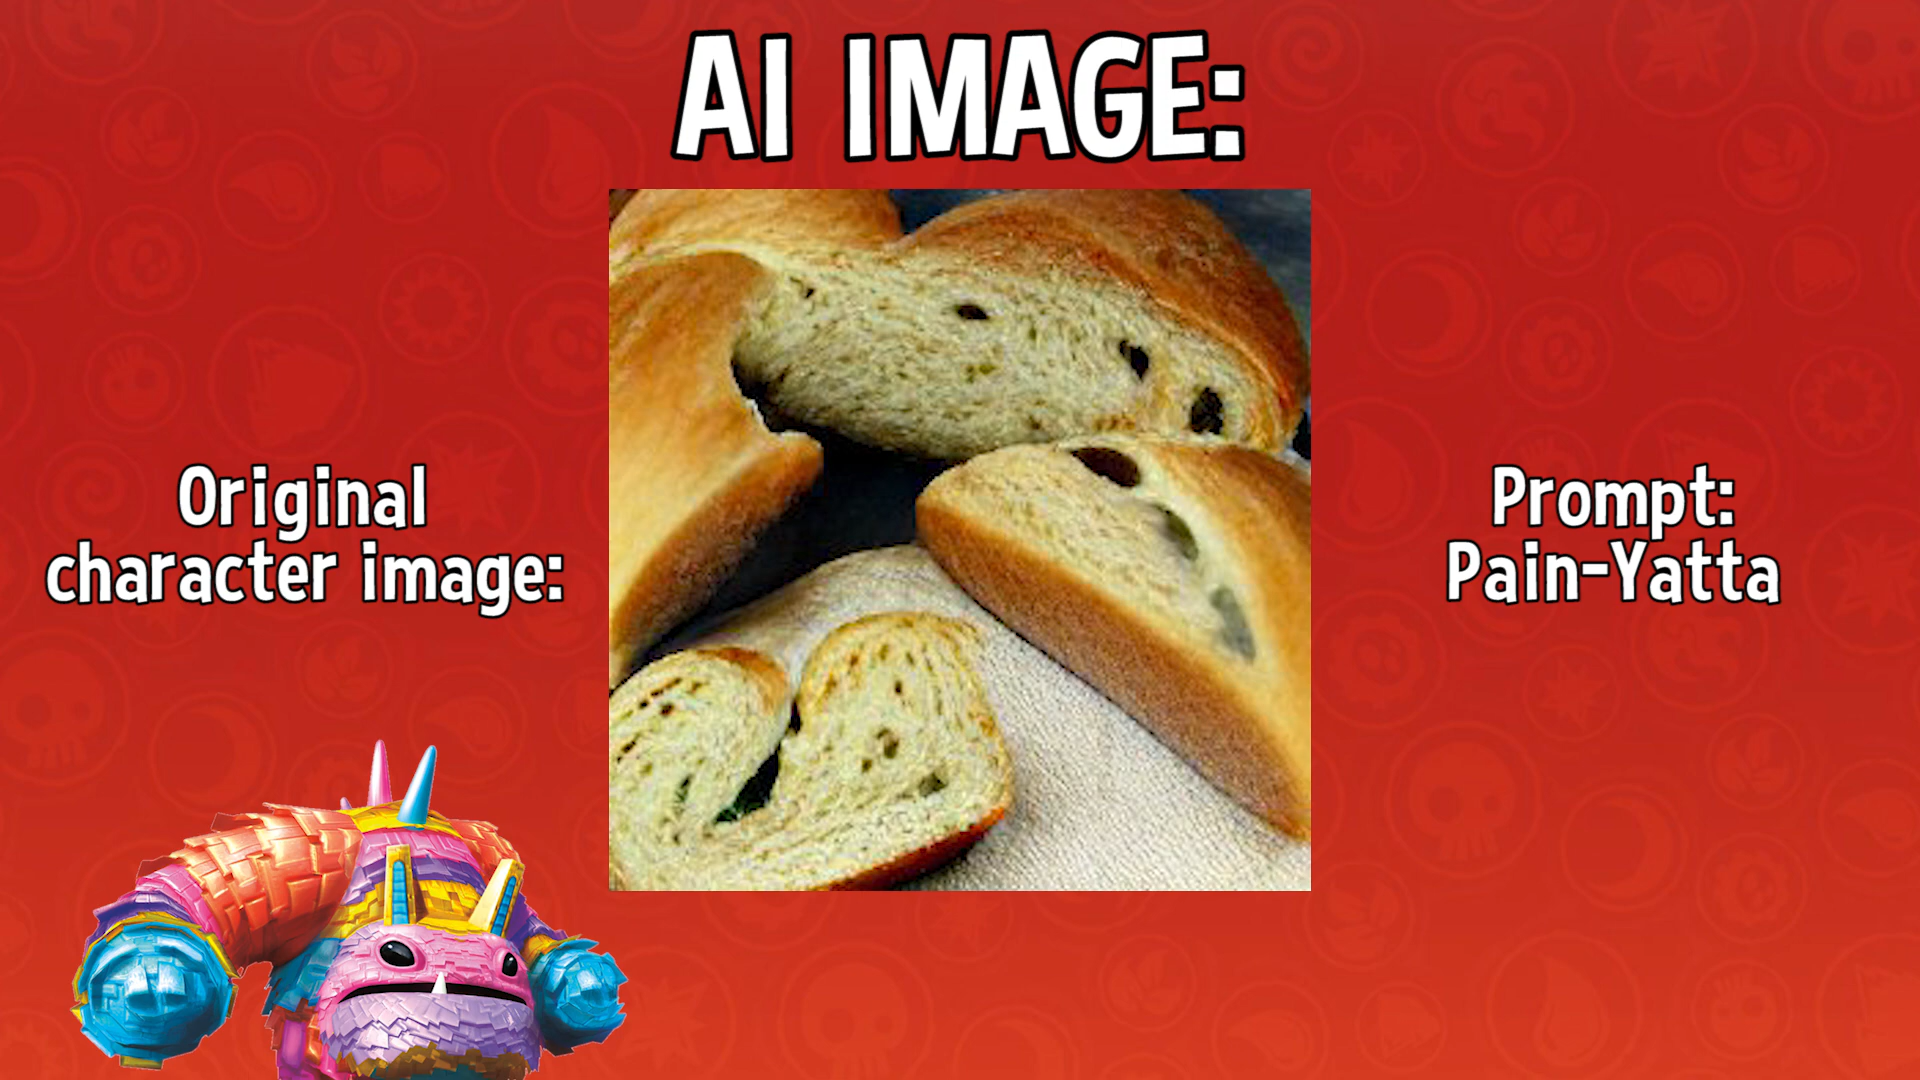 AI IMAGE:
Original
character image:
Prompt:
Pain-Yatta